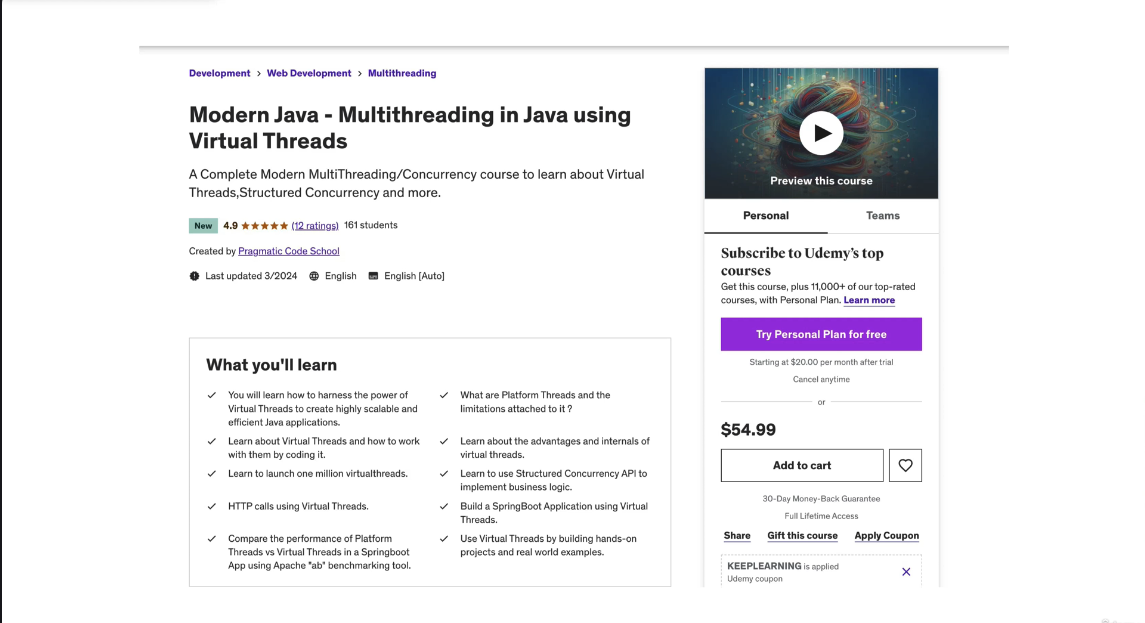 Development > Web Development > Multithreading
Modern Java - Multithreading in Java using
Virtual Threads
A Complete Modern MultiThreading/Concurrency course to learn about Virtual
Threads,Structured Concurrency and more.
New 4.9 (12 ratings) 161 students
Created by Pragmatic Code School
Last updated 3/2024 English English [Auto]
What you'll learn
You will learn how to harness the power of
Virtual Threads to create highly scalable and
efficient Java applications.
What are Platform Threads and the
limitations attached to it ?
Learn about Virtual Threads and how to work
with them by coding it.
Learn about the advantages and internals of
virtual threads.
Learn to launch one million virtualthreads.
Learn to use Structured Concurrency API to
implement business logic.
HTTP calls using Virtual Threads.
Build a SpringBoot Application using Virtual
Threads.
Compare the performance of Platform
Threads vs Virtual Threads in a Springboot
App using Apache "ab" benchmarking tool.
Use Virtual Threads by building hands-on
projects and real world examples.
Preview this course
Personal Teams
Subscribe to Udemy's top
courses
Get this course, plus 11,000+ of our top-rated
courses, with Personal Plan. Learn more
Try Personal Plan for free
Starting at $20.00 per month after trial
Cancel anytime
or
$54.99
Add to cart
30-Day Money-Back Guarantee
Full Lifetime Access
Share Gift this course Apply Coupon
KEEPLEARNING is applied
Udemy coupon